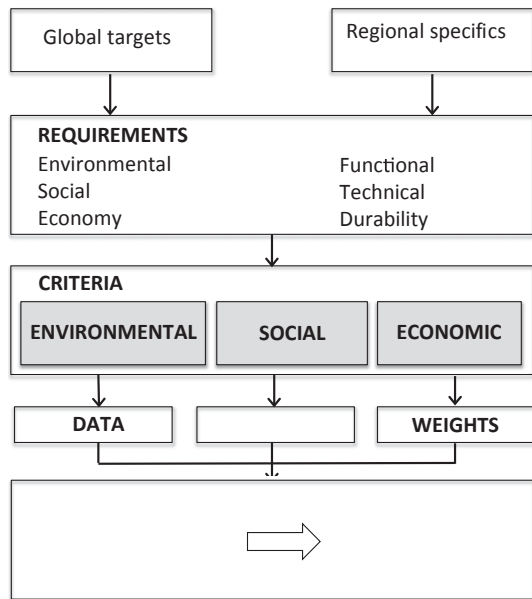 Global targets
Regional specifics
REQUIREMENTS
Environmental
Social
Economy
Functional
Technical
Durability
CRITERIA
ENVIRONMENTAL
SOCIAL
ECONOMIC
DATA
WEIGHTS